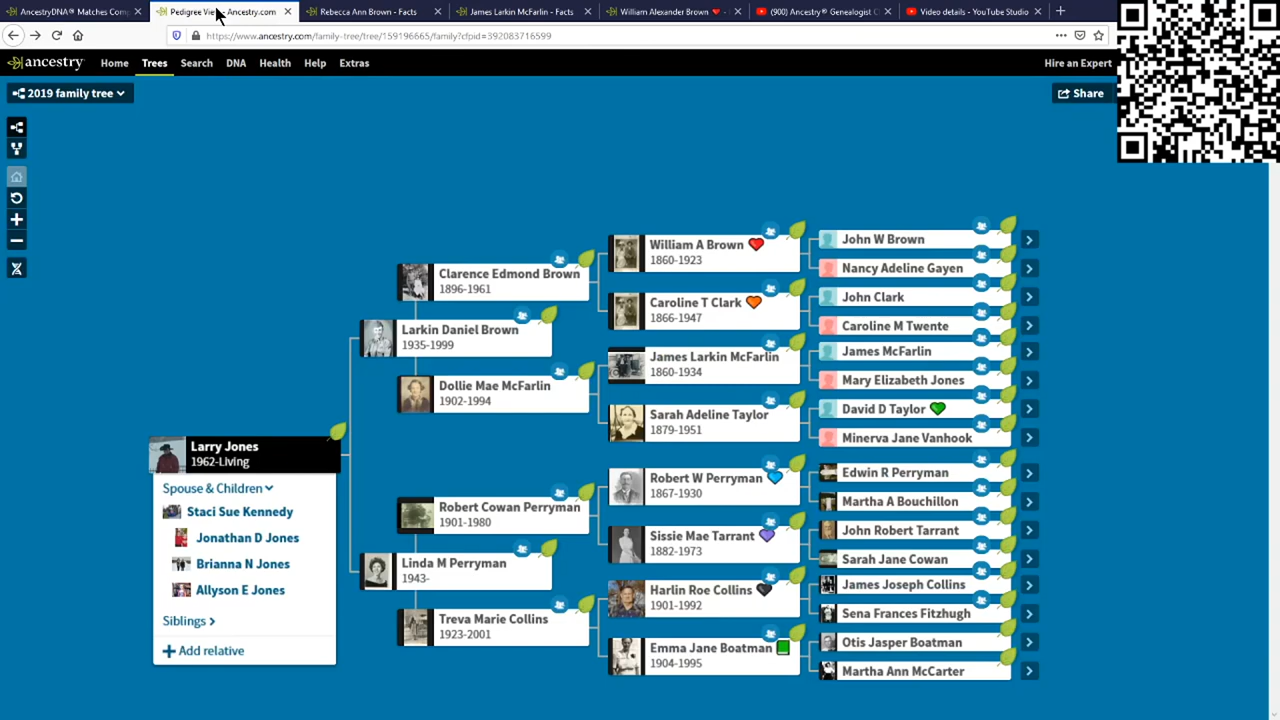 AncestryDNA® Matches Com
Pedigree View - Ancestry.com
Rebecca Ann Brown - Facts
James Larkin McFarlin - Facts
William Alexander Brown
(900) Ancestry® Genealogist C
Video details - YouTube Studio
https://www.ancestry.com/family-tree/tree/159196665/family?cfpid=392083716599
ancestry
Home
Trees
Search
DNA
Health
Help
Extras
Hire an Expert
2019 family tree
Share
William A Brown
1860-1923
John W Brown
Nancy Adeline Gayen
Clarence Edmond Brown
1896-1961
Caroline T Clark
1866-1947
John Clark
Caroline M Twente
Larkin Daniel Brown
1935-1999
James Larkin McFarlin
1860-1934
James McFarlin
Mary Elizabeth Jones
Dollie Mae McFarlin
1902-1994
Sarah Adeline Taylor
1879-1951
David D Taylor
Minerva Jane Vanhook
Larry Jones
1962-Living
Spouse & Children
Staci Sue Kennedy
Jonathan D Jones
Brianna N Jones
Allyson E Jones
Siblings
Add relative
Robert W Perryman
1867-1930
Edwin R Perryman
Martha A Bouchillon
Robert Cowan Perryman
1901-1980
Sissie Mae Tarrant
1882-1973
John Robert Tarrant
Sarah Jane Cowan
Linda M Perryman
1943-
Harlin Roe Collins
1901-1992
James Joseph Collins
Sena Frances Fitzhugh
Treva Marie Collins
1923-2001
Emma Jane Boatman
1904-1995
Otis Jasper Boatman
Martha Ann McCarter